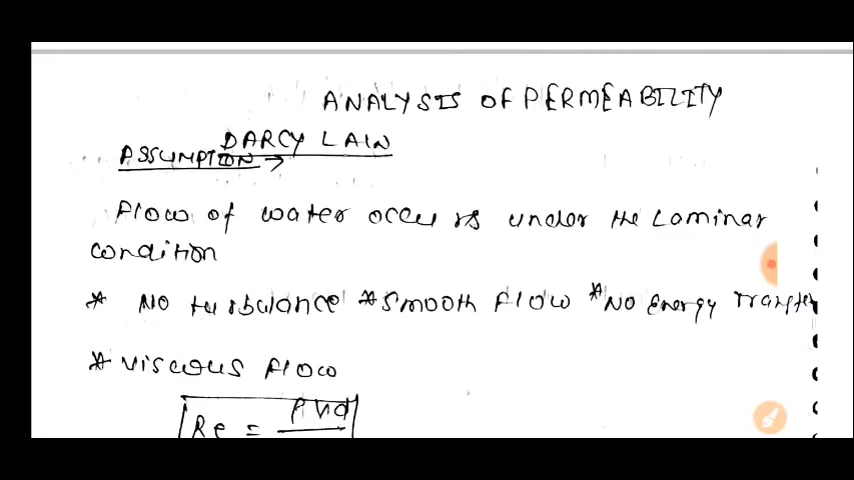 ANALYSIS OF PERMEABILITY
DARCY LAW
ASSUMPTION →
Flow of water occurs under the Laminar
condition
* No turbalance *Smooth flow *No Energy Transfer
* Viscous flow
Re = ρVd